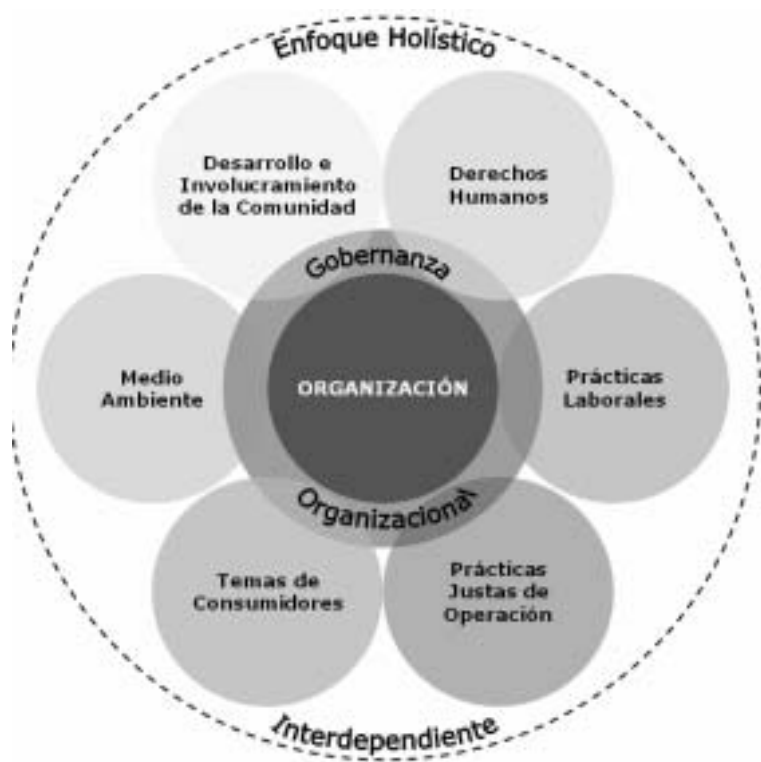 Enfoque Holístico
Desarrollo e
Involucramiento
de la Comunidad
Derechos
Humanos
Gobernanza
Medio
Ambiente
ORGANIZACIÓN
Prácticas
Laborales
Organizacional
Temas de
Consumidores
Prácticas
Justas de
Operación
Interdependiente